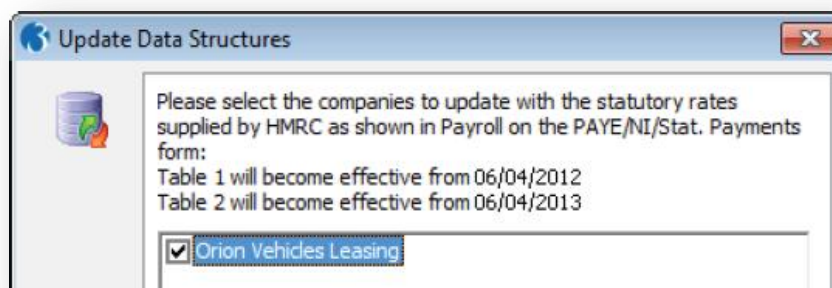 Update Data Structures
Please select the companies to update with the statutory rates
supplied by HMRC as shown in Payroll on the PAYE/NI/Stat. Payments
form:
Table 1 will become effective from 06/04/2012
Table 2 will become effective from 06/04/2013
Orion Vehicles Leasing